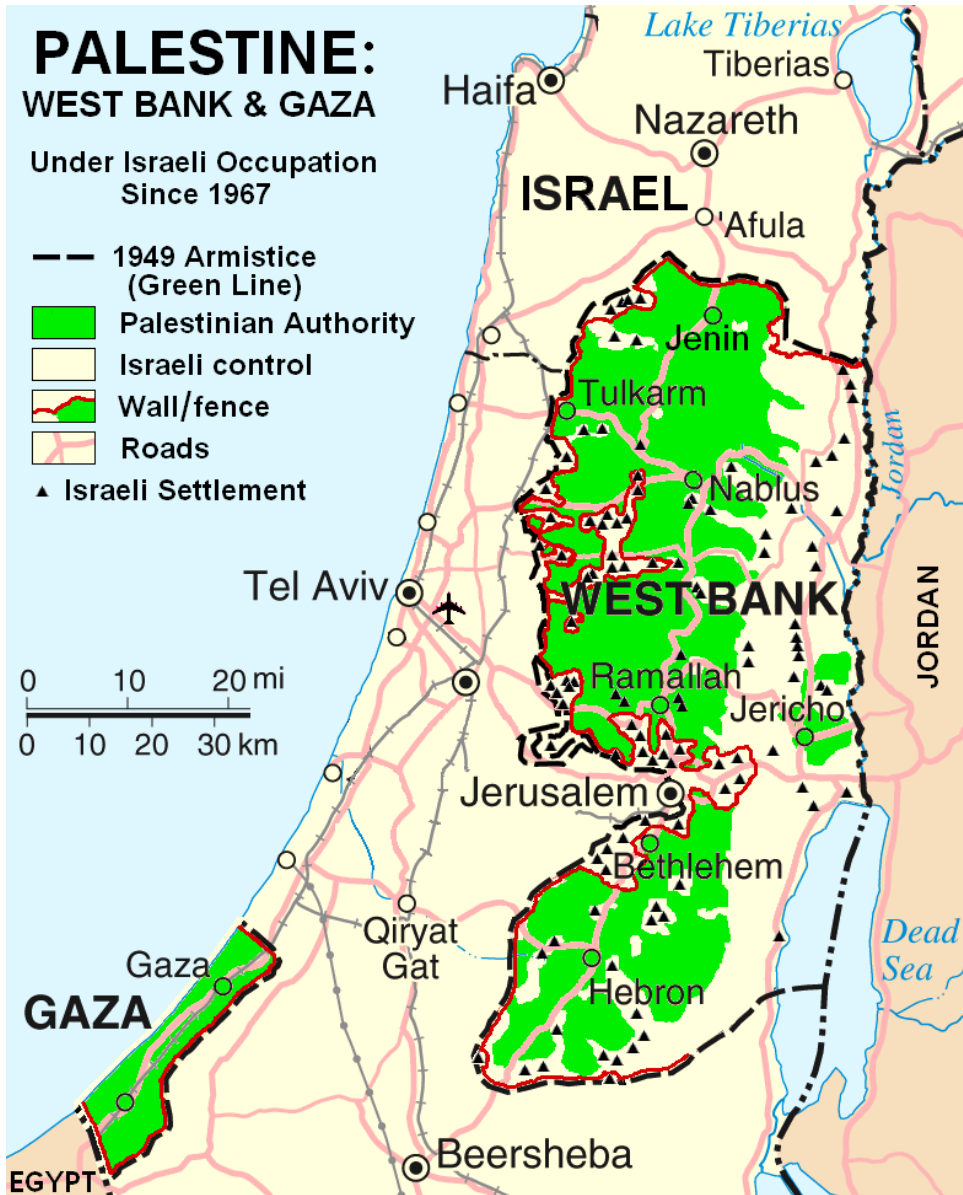 PALESTINE:
WEST BANK & GAZA
Under Israeli Occupation
Since 1967
1949 Armistice
(Green Line)
Palestinian Authority
Israeli control
Wall/fence
Roads
Israeli Settlement
Lake Tiberias
Tiberias
Haifa
Nazareth
ISRAEL
'Afula
Jenin
Tulkarm
Jordan
Nablus
Tel Aviv
WEST BANK
JORDAN
0 10 20 mi
0 10 20 30 km
Ramallah
Jericho
Jerusalem
Bethlehem
Qiryat
Gat
Dead
Sea
Gaza
Hebron
GAZA
Beersheba
EGYPT